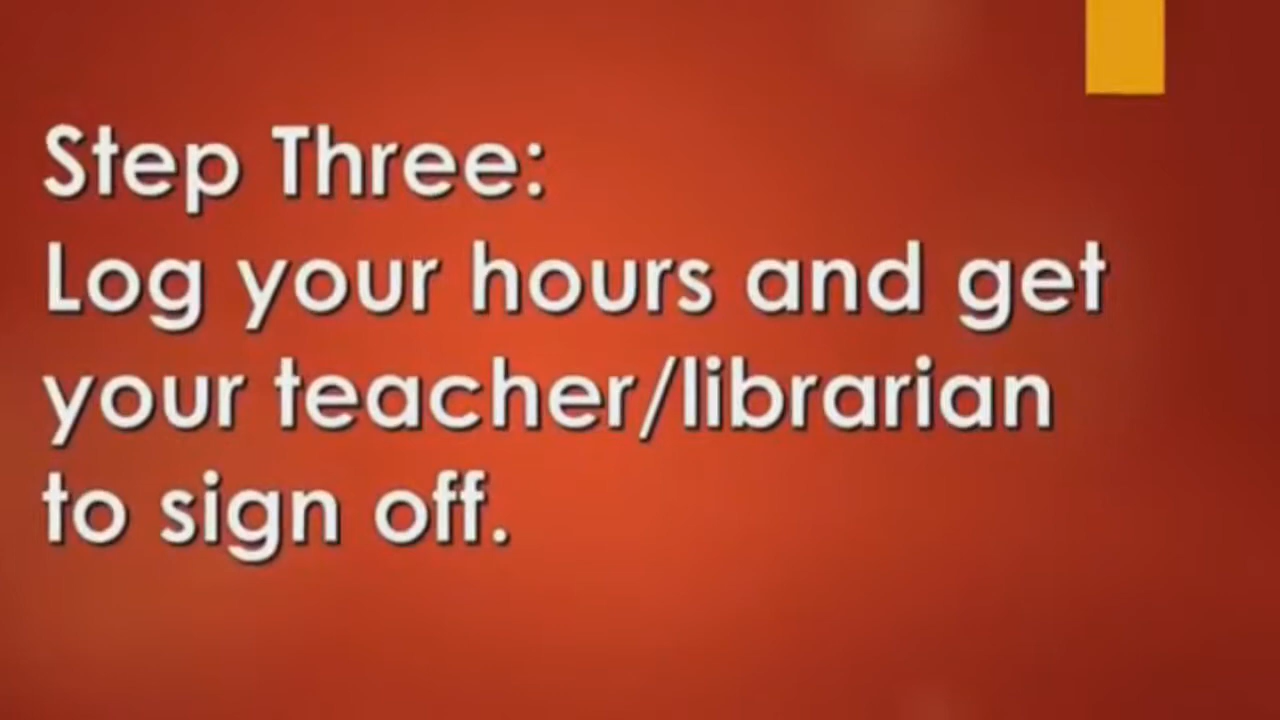 Step Three:
Log your hours and get
your teacher/librarian
to sign off.